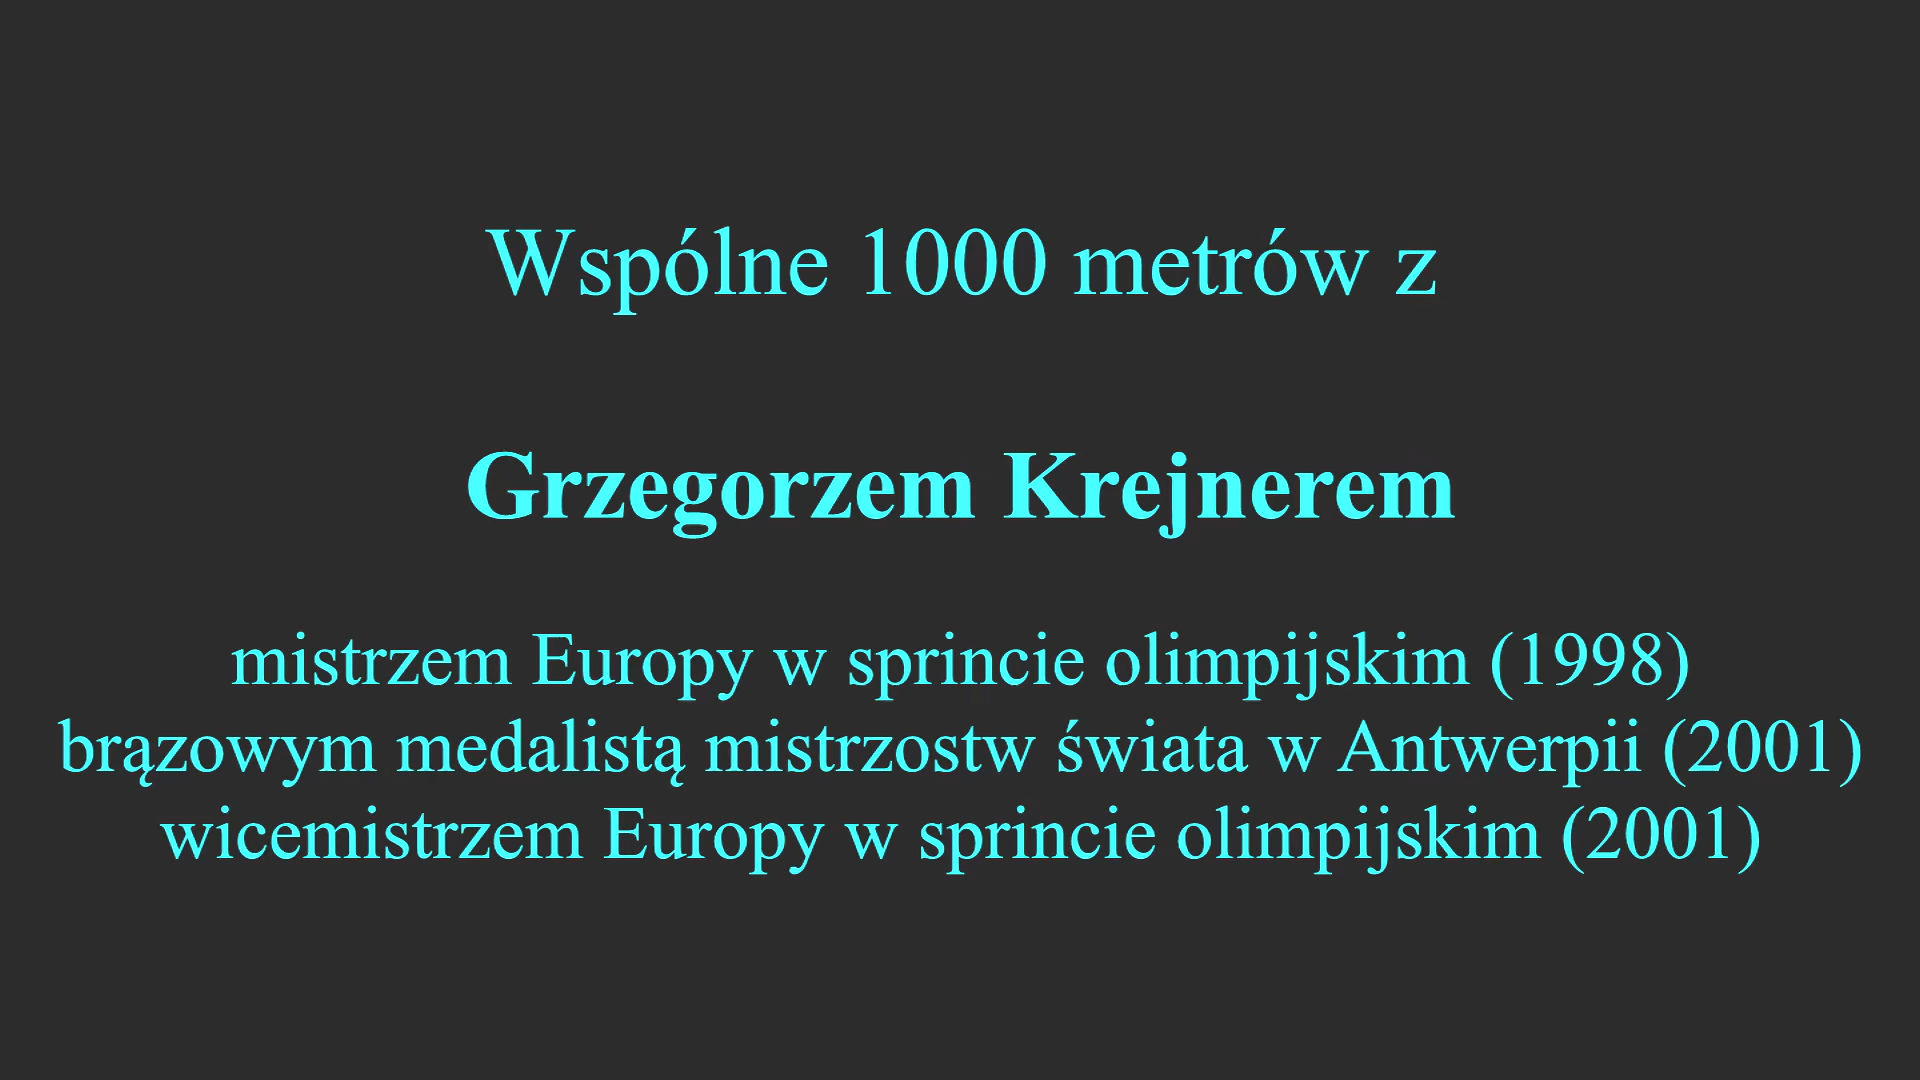 Wspólne 1000 metrów z
Grzegorzem Krejnerem
mistrzem Europy w sprincie olimpijskim (1998)
brązowym medalistą mistrzostw świata w Antwerpii (2001)
wicemistrzem Europy w sprincie olimpijskim (2001)